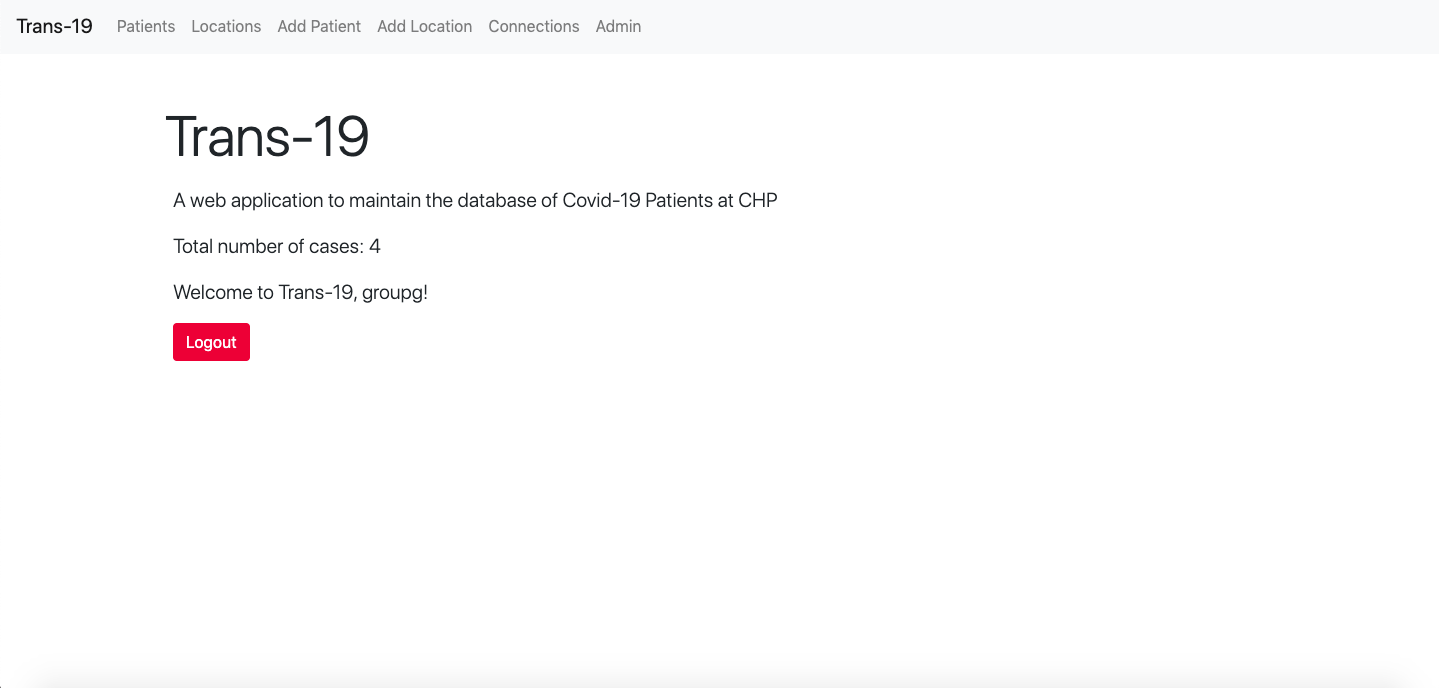 Trans-19 Patients Locations Add Patient Add Location Connections Admin
Trans-19
A web application to maintain the database of Covid-19 Patients at CHP
Total number of cases: 4
Welcome to Trans-19, groupg!
Logout